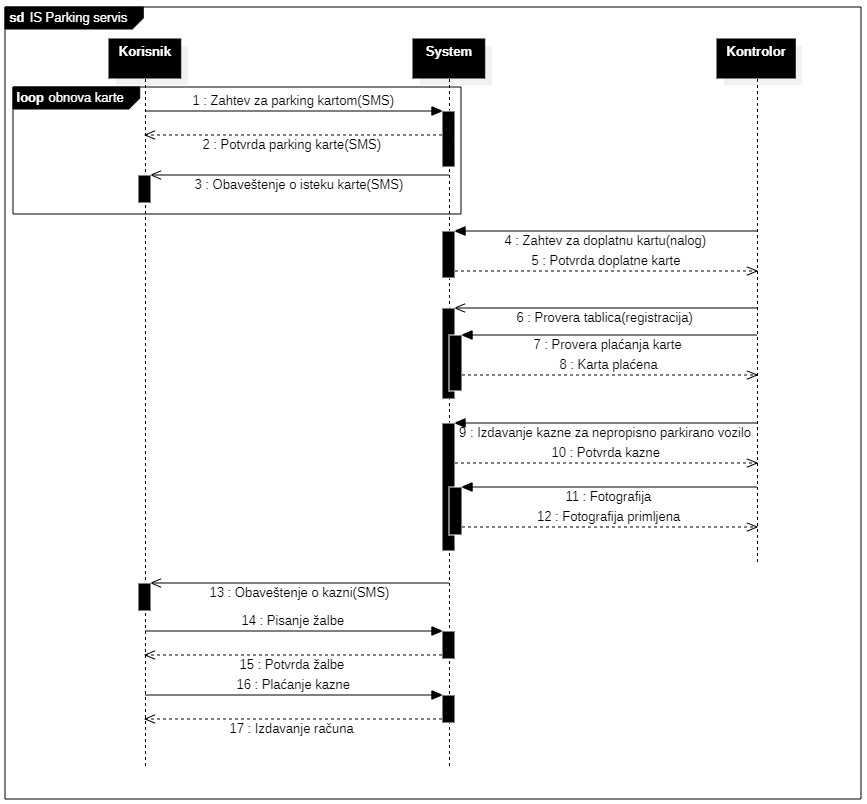 sd IS Parking servis
Korisnik
System
Kontrolor
loop obnova karte
1 : Zahtev za parking kartom(SMS)
2 : Potvrda parking karte(SMS)
3 : Obaveštenje o isteku karte(SMS)
4 : Zahtev za doplatnu kartu(nalog)
5 : Potvrda doplatne karte
6 : Provera tablica(registracija)
7 : Provera plaćanja karte
8 : Karta plaćena
9 : Izdavanje kazne za nepropisno parkirano vozilo
10 : Potvrda kazne
11 : Fotografija
12 : Fotografija primljena
13 : Obaveštenje o kazni(SMS)
14 : Pisanje žalbe
15 : Potvrda žalbe
16 : Plaćanje kazne
17 : Izdavanje računa